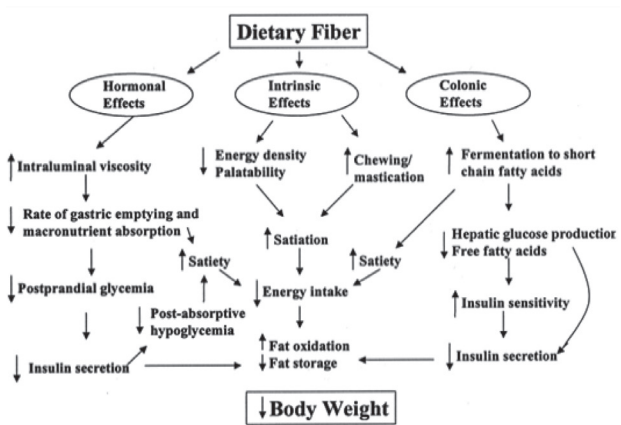 Dietary Fiber
Hormonal
Effects
Intrinsic
Effects
Colonic
Effects
↑ Intraluminal viscosity
↓ Energy density
Palatability
↑ Chewing/
mastication
↑ Fermentation to short
chain fatty acids
↓ Rate of gastric emptying and
macronutrient absorption
↑ Satiety
↑ Satiation
↑ Satiety
↓ Hepatic glucose production
Free fatty acids
↓ Postprandial glycemia
↓ Energy intake
↑ Insulin sensitivity
↓ Post-absorptive
hypoglycemia
↑ Fat oxidation
↓ Fat storage
↓ Insulin secretion
↓ Insulin secretion
↓ Body Weight